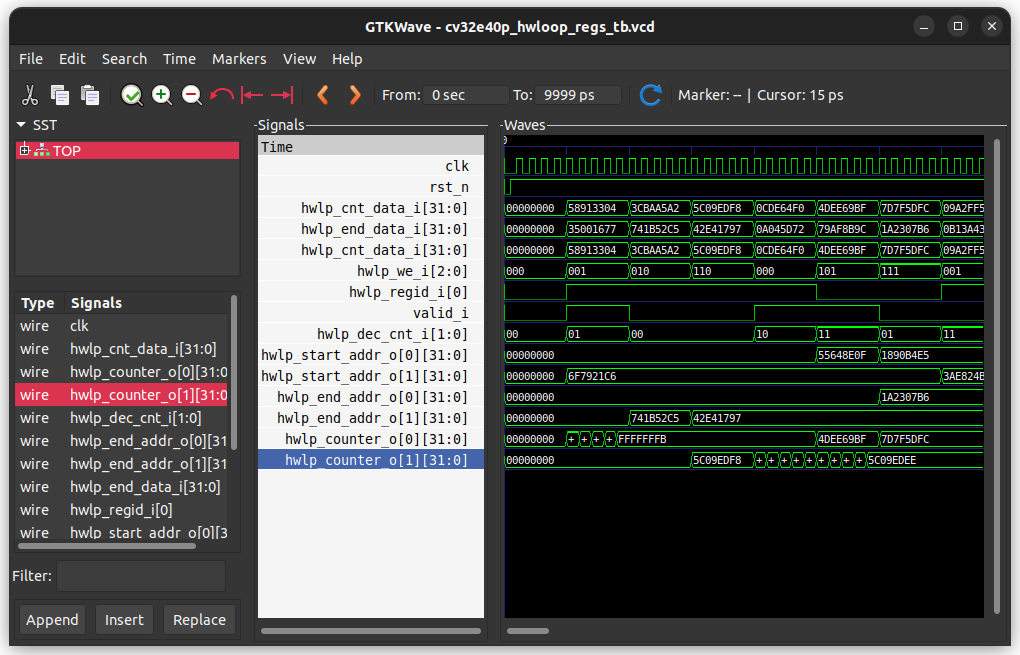 GTKWave - cv32e40p_hwloop_regs_tb.vcd
File Edit Search Time Markers View Help
From: 0 sec To: 9999 ps Marker: -- | Cursor: 15 ps
SST
TOP
Type Signals
wire clk
wire hwlp_cnt_data_i[31:0]
wire hwlp_counter_o[0][31:0
wire hwlp_counter_o[1][31:0
wire hwlp_dec_cnt_i[1:0]
wire hwlp_end_addr_o[0][31
wire hwlp_end_addr_o[1][31
wire hwlp_end_data_i[31:0]
wire hwlp_regid_i[0]
wire hwlp_start_addr_o[0][3
Filter:
Append Insert Replace
Signals
Waves
Time 0
clk
rst_n
hwlp_cnt_data_i[31:0] 00000000 58913304 3CBAA5A2 5C09EDF8 0CDE64F0 4DEE69BF 7D7F5DFC 09A2FF5
hwlp_end_data_i[31:0] 00000000 35001677 741B52C5 42E41797 0A045D72 79AF8B9C 1A2307B6 0B13A43
hwlp_cnt_data_i[31:0] 00000000 58913304 3CBAA5A2 5C09EDF8 0CDE64F0 4DEE69BF 7D7F5DFC 09A2FF5
hwlp_we_i[2:0] 000 001 010 110 000 101 111 001
hwlp_regid_i[0]
valid_i
hwlp_dec_cnt_i[1:0] 00 01 00 10 11 01 11
hwlp_start_addr_o[0][31:0] 00000000 55648E0F 1890B4E5
hwlp_start_addr_o[1][31:0] 00000000 6F7921C6 3AE824B
hwlp_end_addr_o[0][31:0] 00000000 1A2307B6
hwlp_end_addr_o[1][31:0] 00000000 741B52C5 42E41797
hwlp_counter_o[0][31:0] 00000000 + + + + FFFFFFFB 4DEE69BF 7D7F5DFC
hwlp_counter_o[1][31:0] 00000000 5C09EDF8 + + + + + + + + + 5C09EDEE